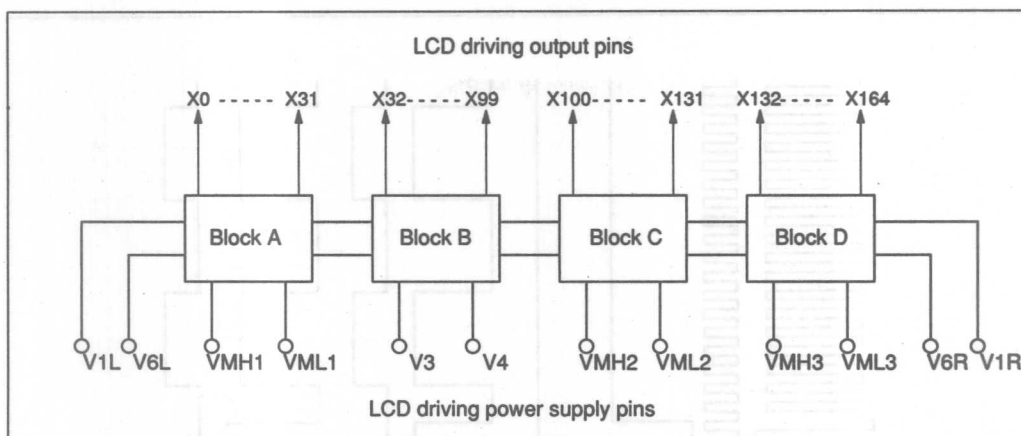 LCD driving output pins
X0 ----- X31 X32 ------ X99 X100 ----- X131 X132 ----- X164
Block A Block B Block C Block D
V1L V6L VMH1 VML1 V3 V4 VMH2 VML2 VMH3 VML3 V6R V1R
LCD driving power supply pins